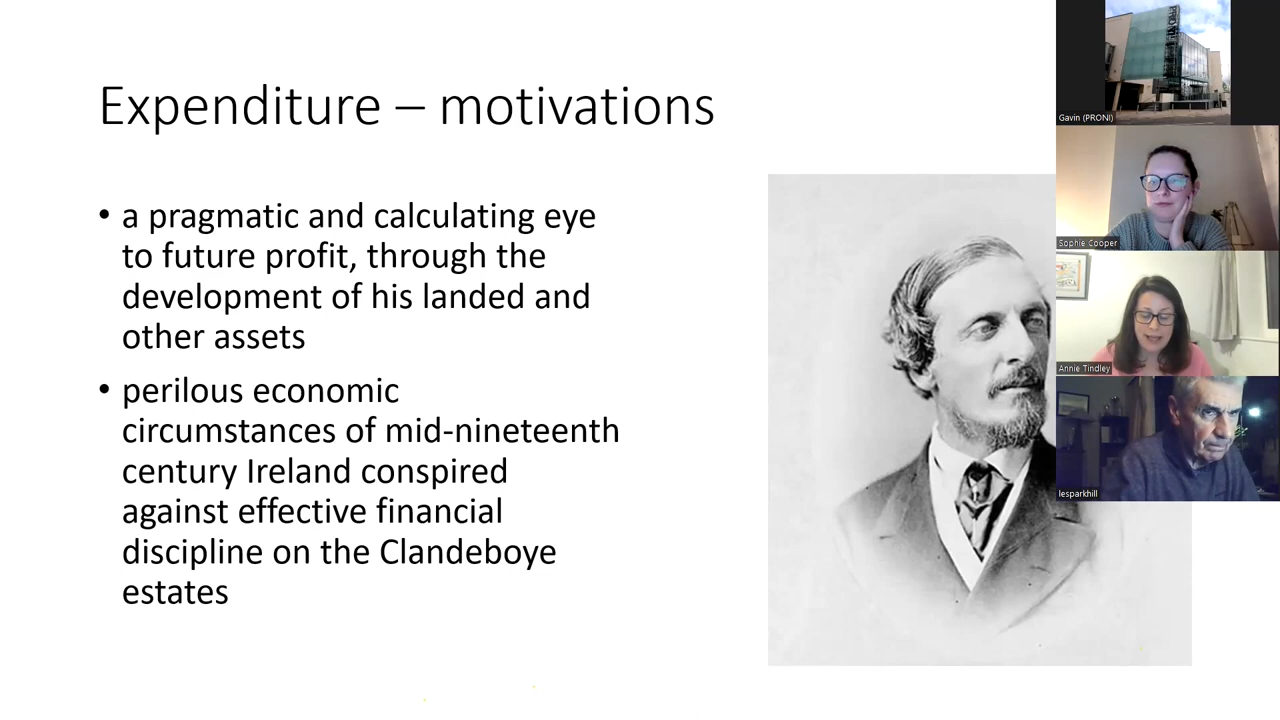 Expenditure – motivations
• a pragmatic and calculating eye
to future profit, through the
development of his landed and
other assets
• perilous economic
circumstances of mid-nineteenth
century Ireland conspired
against effective financial
discipline on the Clandeboye
estates
Gavin (PRONI)
Sophie Cooper
Annie Tindley
lesparkhill